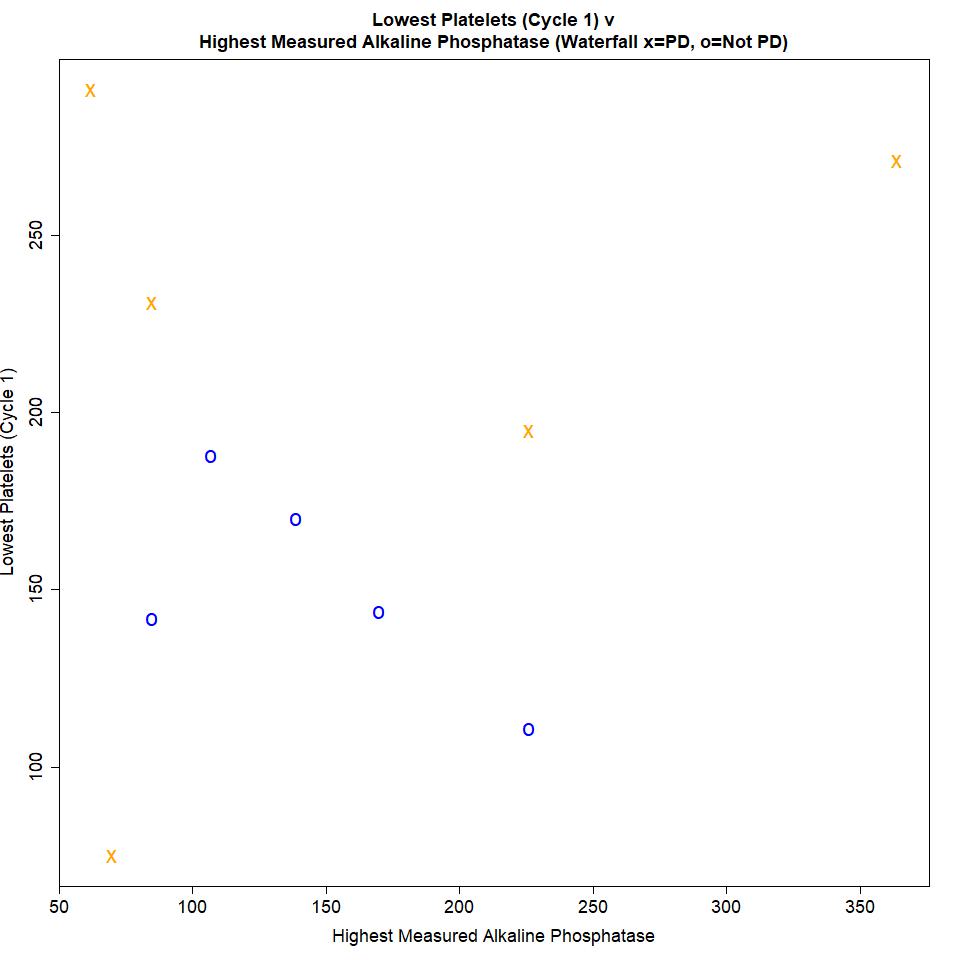 Lowest Platelets (Cycle 1) v
Highest Measured Alkaline Phosphatase (Waterfall x=PD, o=Not PD)
X
X
250
X
Lowest Platelets (Cycle 1)
200
X
O
O
150
O
O
O
100
X
50 100 150 200 250 300 350
Highest Measured Alkaline Phosphatase